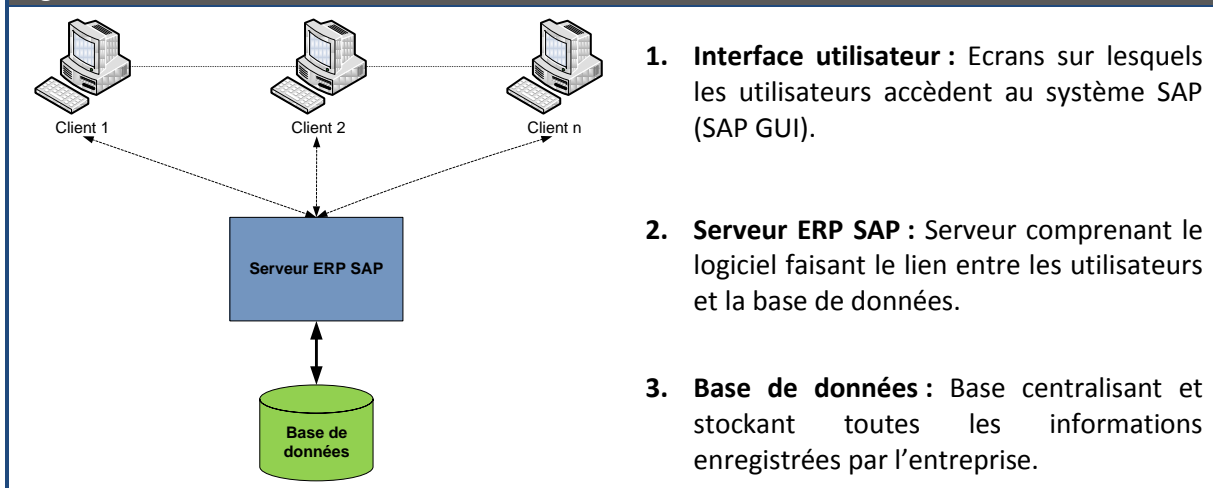 Client 1
Client 2
Client n
Serveur ERP SAP
Base de
données
1. Interface utilisateur : Ecrans sur lesquels
les utilisateurs accèdent au système SAP
(SAP GUI).
2. Serveur ERP SAP : Serveur comprenant le
logiciel faisant le lien entre les utilisateurs
et la base de données.
3. Base de données : Base centralisant et
stockant toutes les informations
enregistrées par l’entreprise.